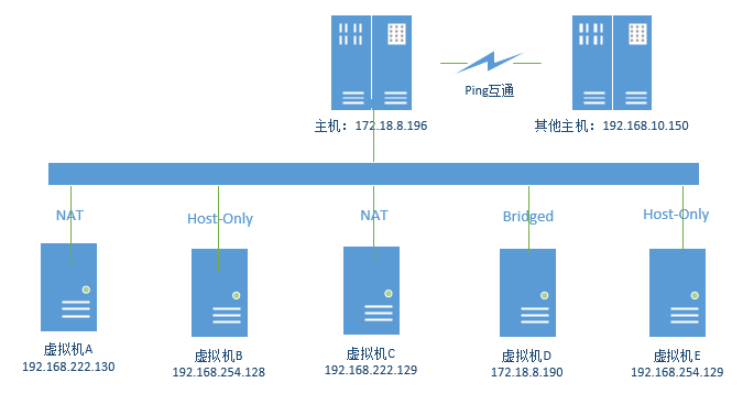 Ping互通
主机：172.18.8.196
其他主机：192.168.10.150
NAT
Host-Only
NAT
Bridged
Host-Only
虚拟机A
192.168.222.130
虚拟机B
192.168.254.128
虚拟机C
192.168.222.129
虚拟机D
172.18.8.190
虚拟机E
192.168.254.129